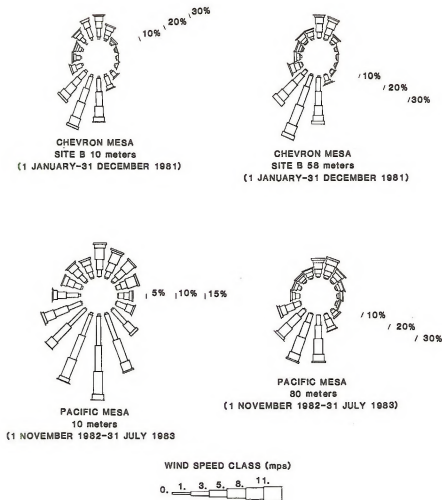 30%
20%
10%
10%
20%
30%
CHEVRON MESA
SITE B 10 meters
(1 JANUARY-31 DECEMBER 1981)
CHEVRON MESA
SITE B 58 meters
(1 JANUARY-31 DECEMBER 1981)
5% 10% 15%
10%
20%
30%
PACIFIC MESA
10 meters
(1 NOVEMBER 1982-31 JULY 1983
PACIFIC MESA
80 meters
(1 NOVEMBER 1982-31 JULY 1983)
WIND SPEED CLASS (mps)
0. 1. 3. 5. 8. 11.